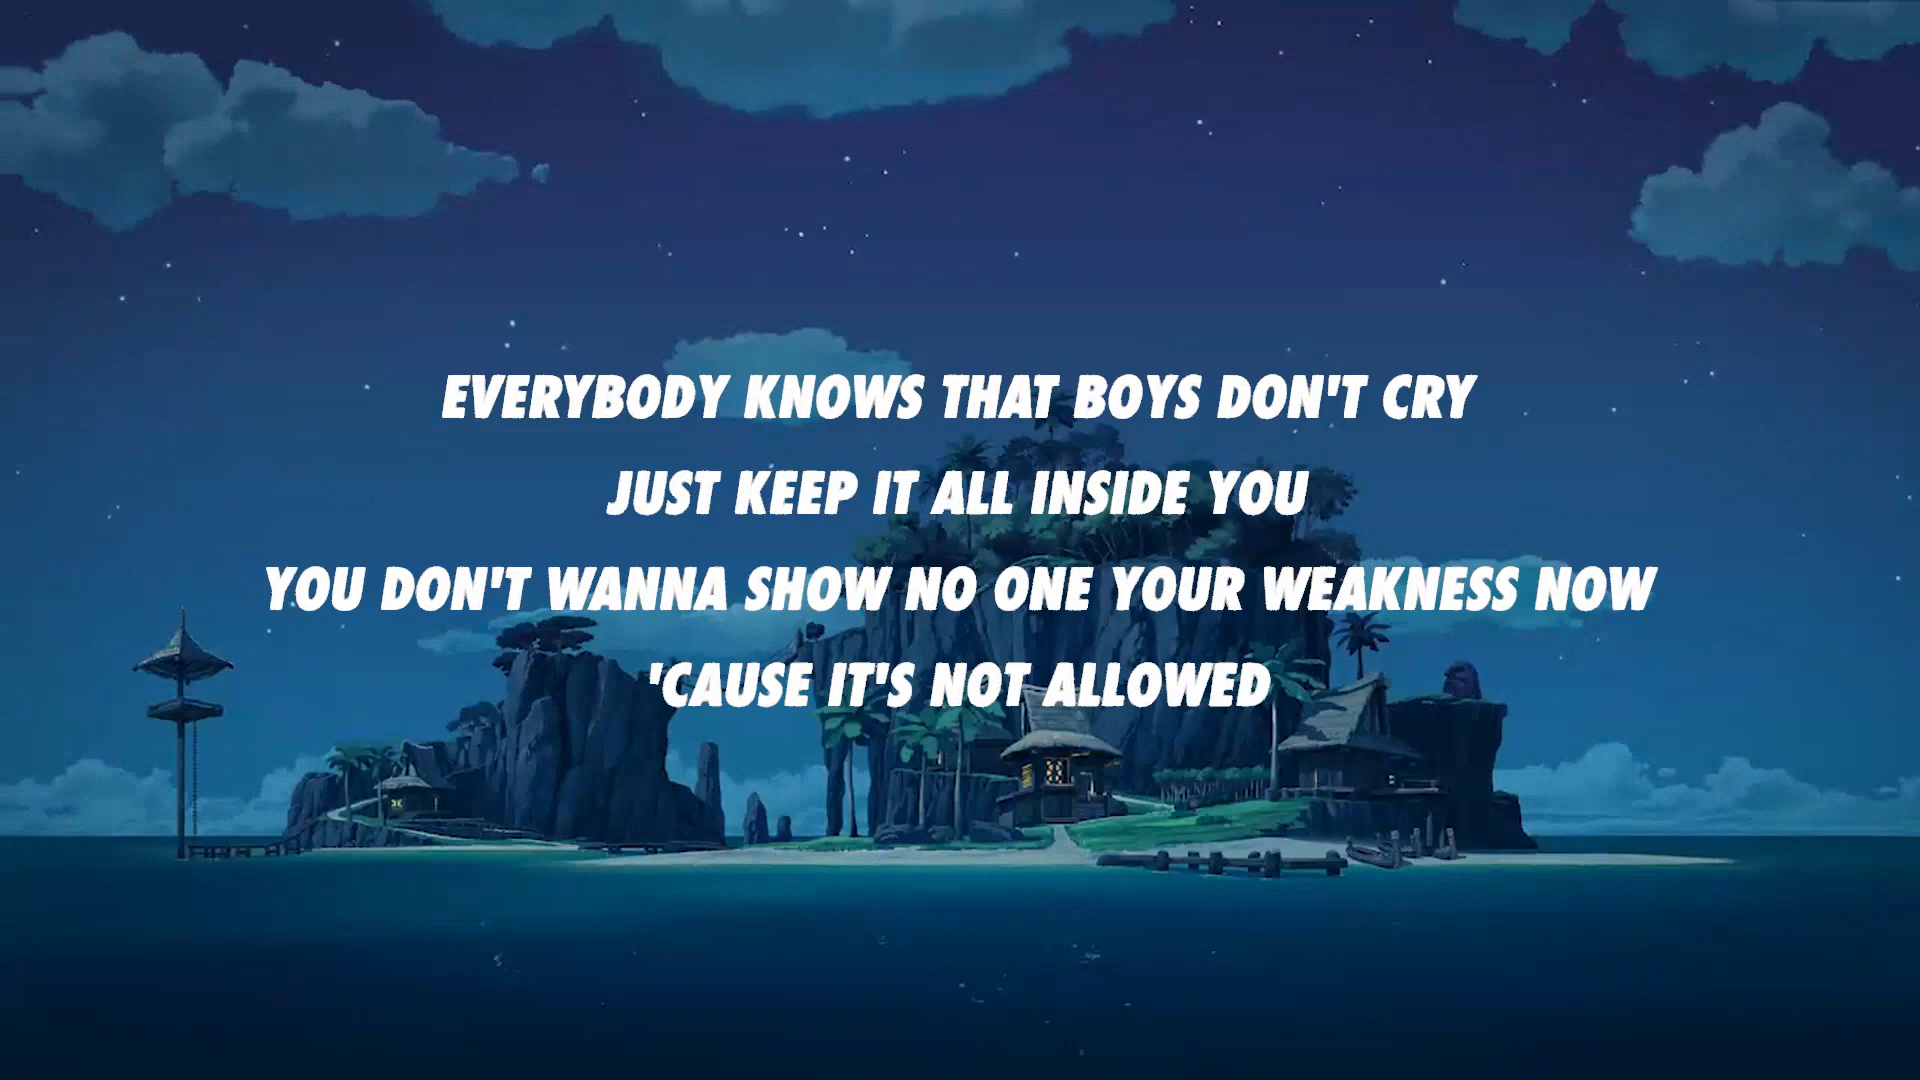 EVERYBODY KNOWS THAT BOYS DON'T CRY
JUST KEEP IT ALL INSIDE YOU
YOU DON'T WANNA SHOW NO ONE YOUR WEAKNESS NOW
'CAUSE IT'S NOT ALLOWED